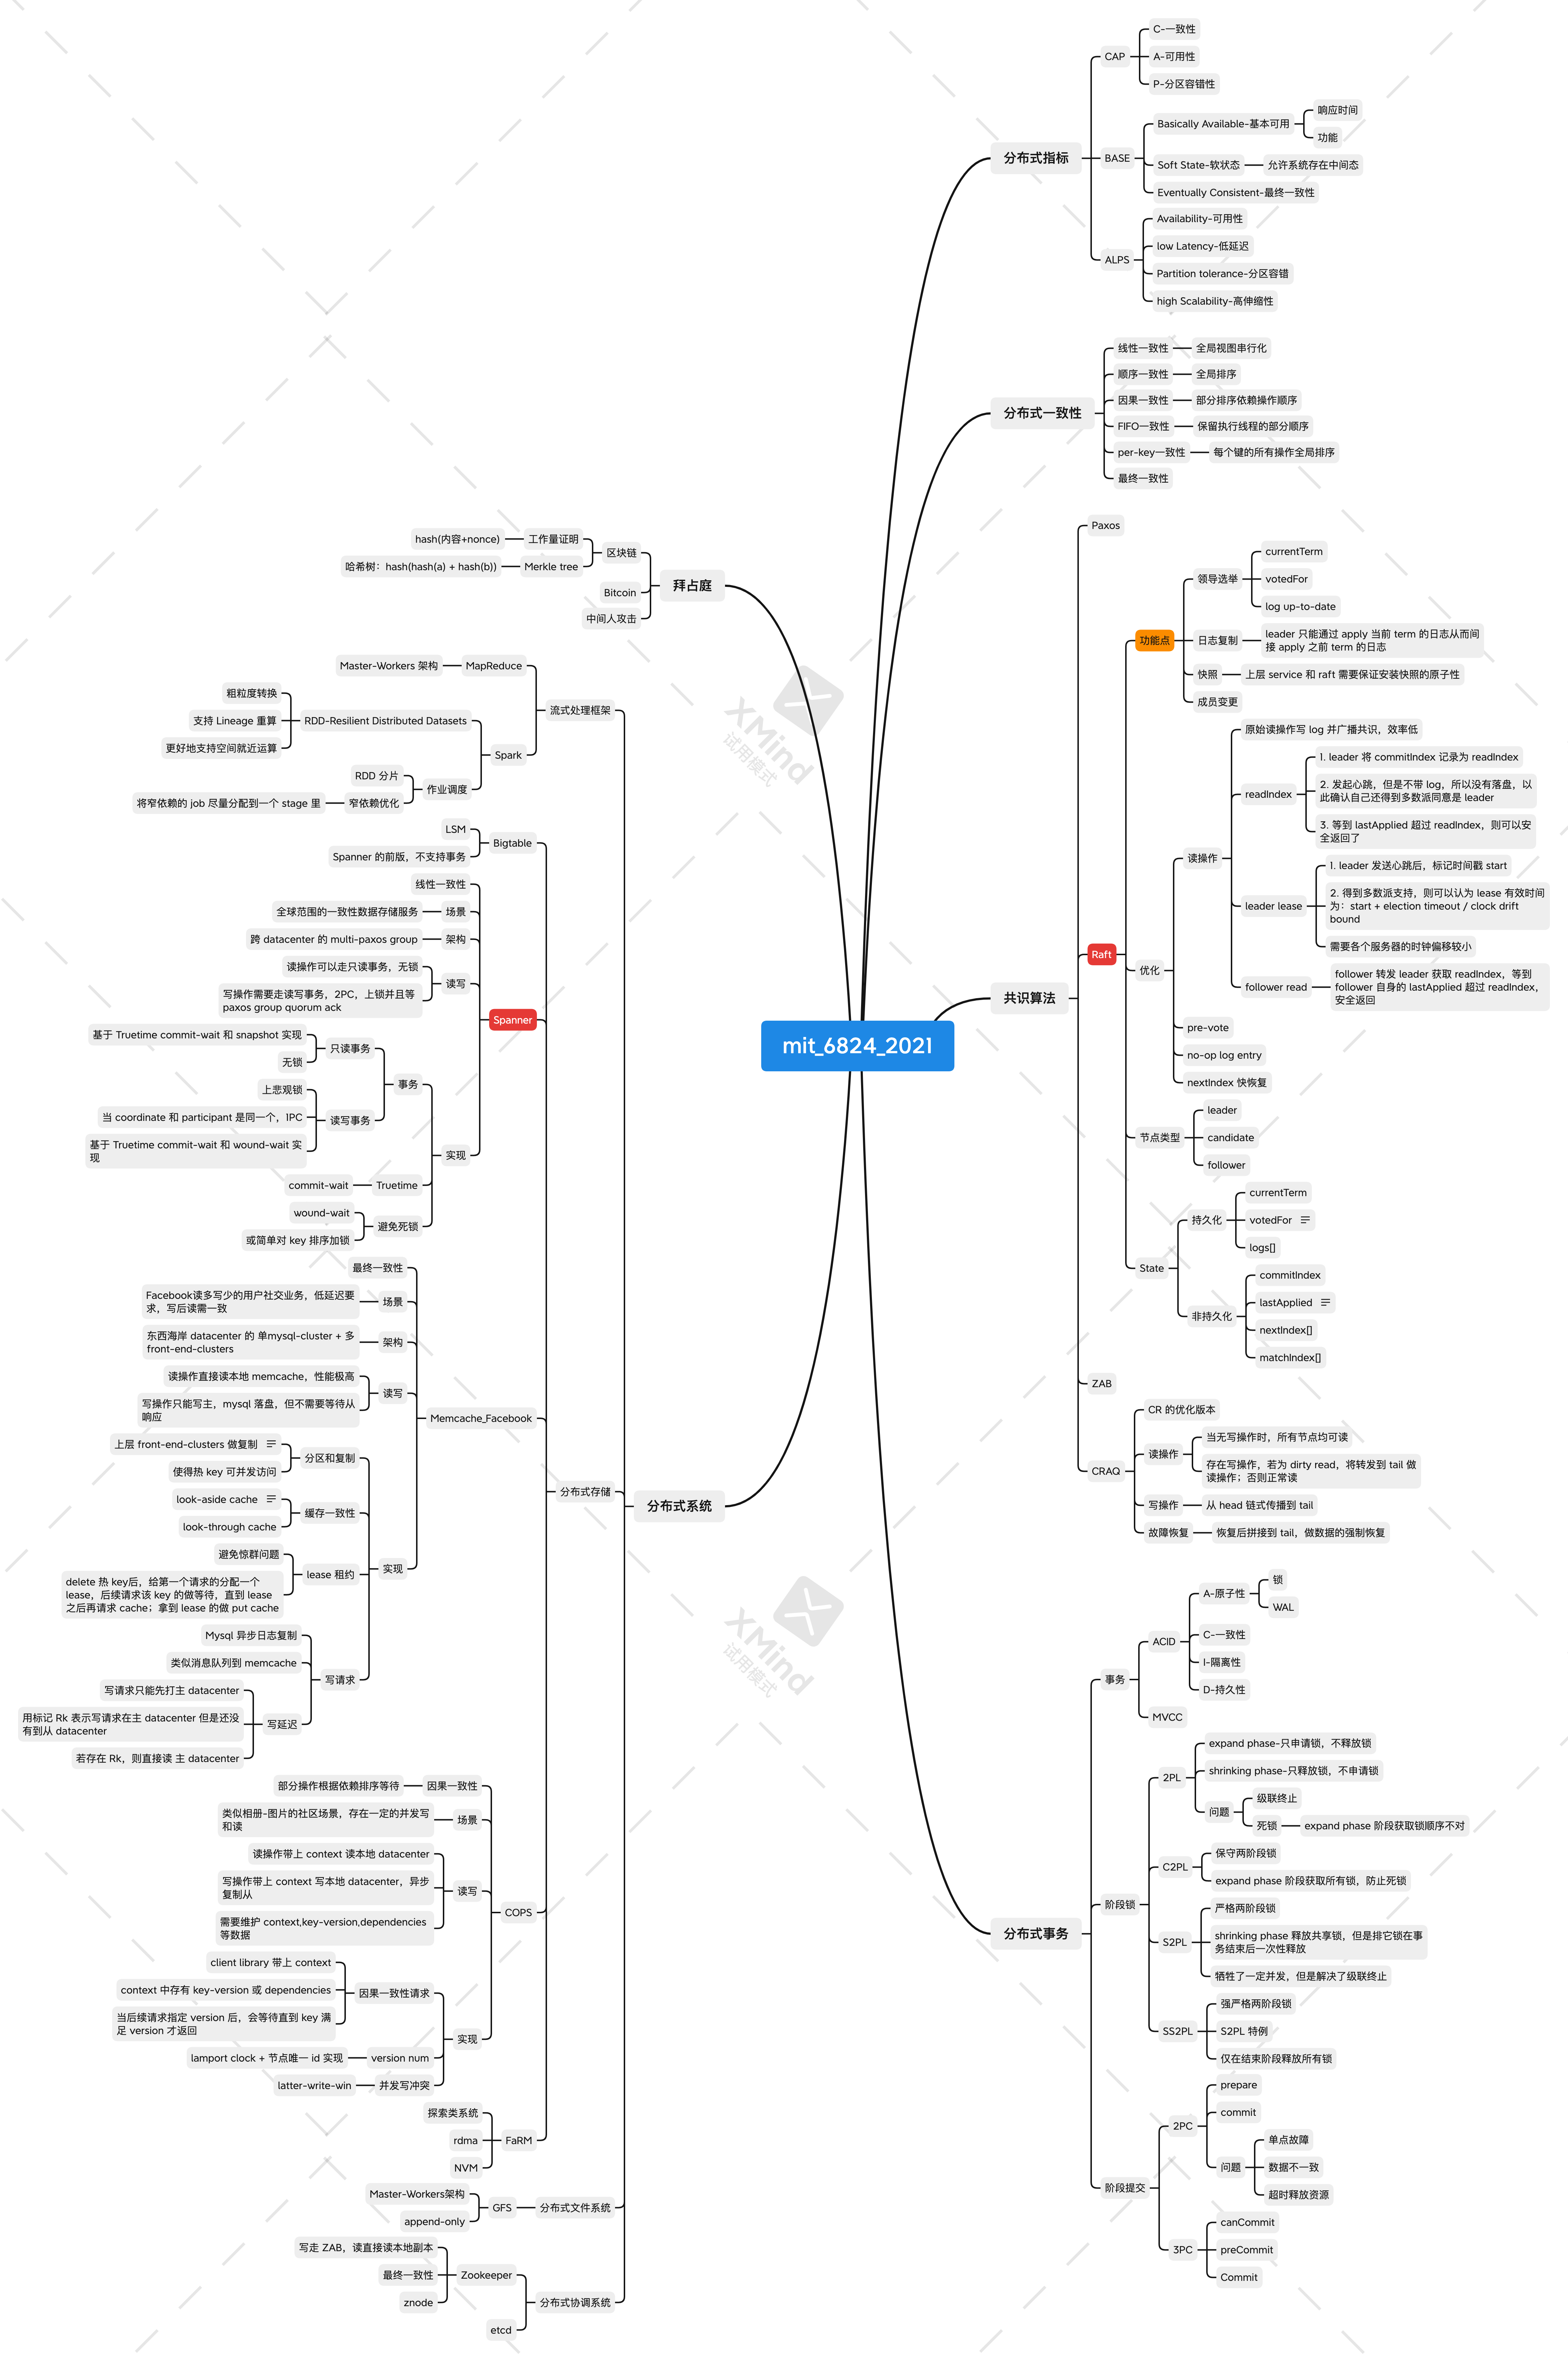 mit_6824_2021
分布式指标
CAP
C-一致性
A-可用性
P-分区容错性
BASE
Basically Available-基本可用
响应时间
功能
Soft State-软状态
允许系统存在中间态
Eventually Consistent-最终一致性
ALPS
Availability-可用性
low Latency-低延迟
Partition tolerance-分区容错
high Scalability-高伸缩性
分布式一致性
线性一致性
全局视图串行化
顺序一致性
全局排序
因果一致性
部分排序依赖操作顺序
FIFO一致性
保留执行线程的部分顺序
per-key一致性
每个键的所有操作全局排序
最终一致性
共识算法
Paxos
Raft
功能点
领导选举
currentTerm
votedFor
log up-to-date
日志复制
leader 只能通过 apply 当前 term 的日志从而间
接 apply 之前 term 的日志
快照
上层 service 和 raft 需要保证安装快照的原子性
成员变更
优化
读操作
原始读操作写 log 并广播共识，效率低
readIndex
1. leader 将 commitIndex 记录为 readIndex
2. 发起心跳，但是不带 log，所以没有落盘，以
此确认自己还得到多数派同意是 leader
3. 等到 lastApplied 超过 readIndex，则可以安
全返回了
leader lease
1. leader 发送心跳后，标记时间戳 start
2. 得到多数派支持，则可以认为 lease 有效时间
为：start + election timeout / clock drift
bound
需要各个服务器的时钟偏移较小
follower read
follower 转发 leader 获取 readIndex，等到
follower 自身的 lastApplied 超过 readIndex，
安全返回
pre-vote
no-op log entry
nextIndex 快恢复
节点类型
leader
candidate
follower
State
持久化
currentTerm
votedFor
logs[]
非持久化
commitIndex
lastApplied
nextIndex[]
matchIndex[]
ZAB
CRAQ
CR 的优化版本
读操作
当无写操作时，所有节点均可读
存在写操作，若为 dirty read，将转发到 tail 做
读操作；否则正常读
写操作
从 head 链式传播到 tail
故障恢复
恢复后拼接到 tail，做数据的强制恢复
分布式事务
事务
ACID
A-原子性
锁
WAL
C-一致性
I-隔离性
D-持久性
MVCC
阶段锁
2PL
expand phase-只申请锁，不释放锁
shrinking phase-只释放锁，不申请锁
问题
级联终止
死锁
expand phase 阶段获取锁顺序不对
C2PL
保守两阶段锁
expand phase 阶段获取所有锁，防止死锁
S2PL
严格两阶段锁
shrinking phase 释放共享锁，但是排它锁在事
务结束后一次性释放
牺牲了一定并发，但是解决了级联终止
SS2PL
强严格两阶段锁
S2PL 特例
仅在结束阶段释放所有锁
阶段提交
2PC
prepare
commit
问题
单点故障
数据不一致
超时释放资源
3PC
canCommit
preCommit
Commit
拜占庭
区块链
工作量证明
hash(内容+nonce)
Merkle tree
哈希树：hash(hash(a) + hash(b))
Bitcoin
中间人攻击
分布式系统
流式处理框架
MapReduce
Master-Workers 架构
Spark
RDD-Resilient Distributed Datasets
粗粒度转换
支持 Lineage 重算
更好地支持空间就近运算
作业调度
RDD 分片
窄依赖优化
将窄依赖的 job 尽量分配到一个 stage 里
分布式存储
Bigtable
LSM
Spanner 的前版，不支持事务
Spanner
线性一致性
场景
全球范围的一致性数据存储服务
架构
跨 datacenter 的 multi-paxos group
读写
读操作可以走只读事务，无锁
写操作需要走读写事务，2PC，上锁并且等
paxos group quorum ack
实现
事务
只读事务
基于 Truetime commit-wait 和 snapshot 实现
无锁
读写事务
上悲观锁
当 coordinate 和 participant 是同一个，1PC
基于 Truetime commit-wait 和 wound-wait 实
现
Truetime
commit-wait
避免死锁
wound-wait
或简单对 key 排序加锁
Memcache_Facebook
最终一致性
场景
Facebook读多写少的用户社交业务，低延迟要
求，写后读需一致
架构
东西海岸 datacenter 的 单mysql-cluster + 多
front-end-clusters
读写
读操作直接读本地 memcache，性能极高
写操作只能写主，mysql 落盘，但不需要等待从
响应
实现
分区和复制
上层 front-end-clusters 做复制
使得热 key 可并发访问
缓存一致性
look-aside cache
look-through cache
lease 租约
避免惊群问题
delete 热 key后，给第一个请求的分配一个
lease，后续请求该 key 的做等待，直到 lease
之后再请求 cache；拿到 lease 的做 put cache
写请求
Mysql 异步日志复制
类似消息队列到 memcache
写延迟
写请求只能先打主 datacenter
用标记 Rk 表示写请求在主 datacenter 但是还没
有到从 datacenter
若存在 Rk，则直接读 主 datacenter
COPS
因果一致性
部分操作根据依赖排序等待
场景
类似相册-图片的社区场景，存在一定的并发写
和读
读写
读操作带上 context 读本地 datacenter
写操作带上 context 写本地 datacenter，异步
复制从
需要维护 context,key-version,dependencies
等数据
实现
因果一致性请求
client library 带上 context
context 中存有 key-version 或 dependencies
当后续请求指定 version 后，会等待直到 key 满
足 version 才返回
version num
lamport clock + 节点唯一 id 实现
并发写冲突
latter-write-win
FaRM
探索类系统
rdma
NVM
分布式文件系统
GFS
Master-Workers架构
append-only
分布式协调系统
Zookeeper
写走 ZAB，读直接读本地副本
最终一致性
znode
etcd
XMind
试用模式
XMind
试用模式